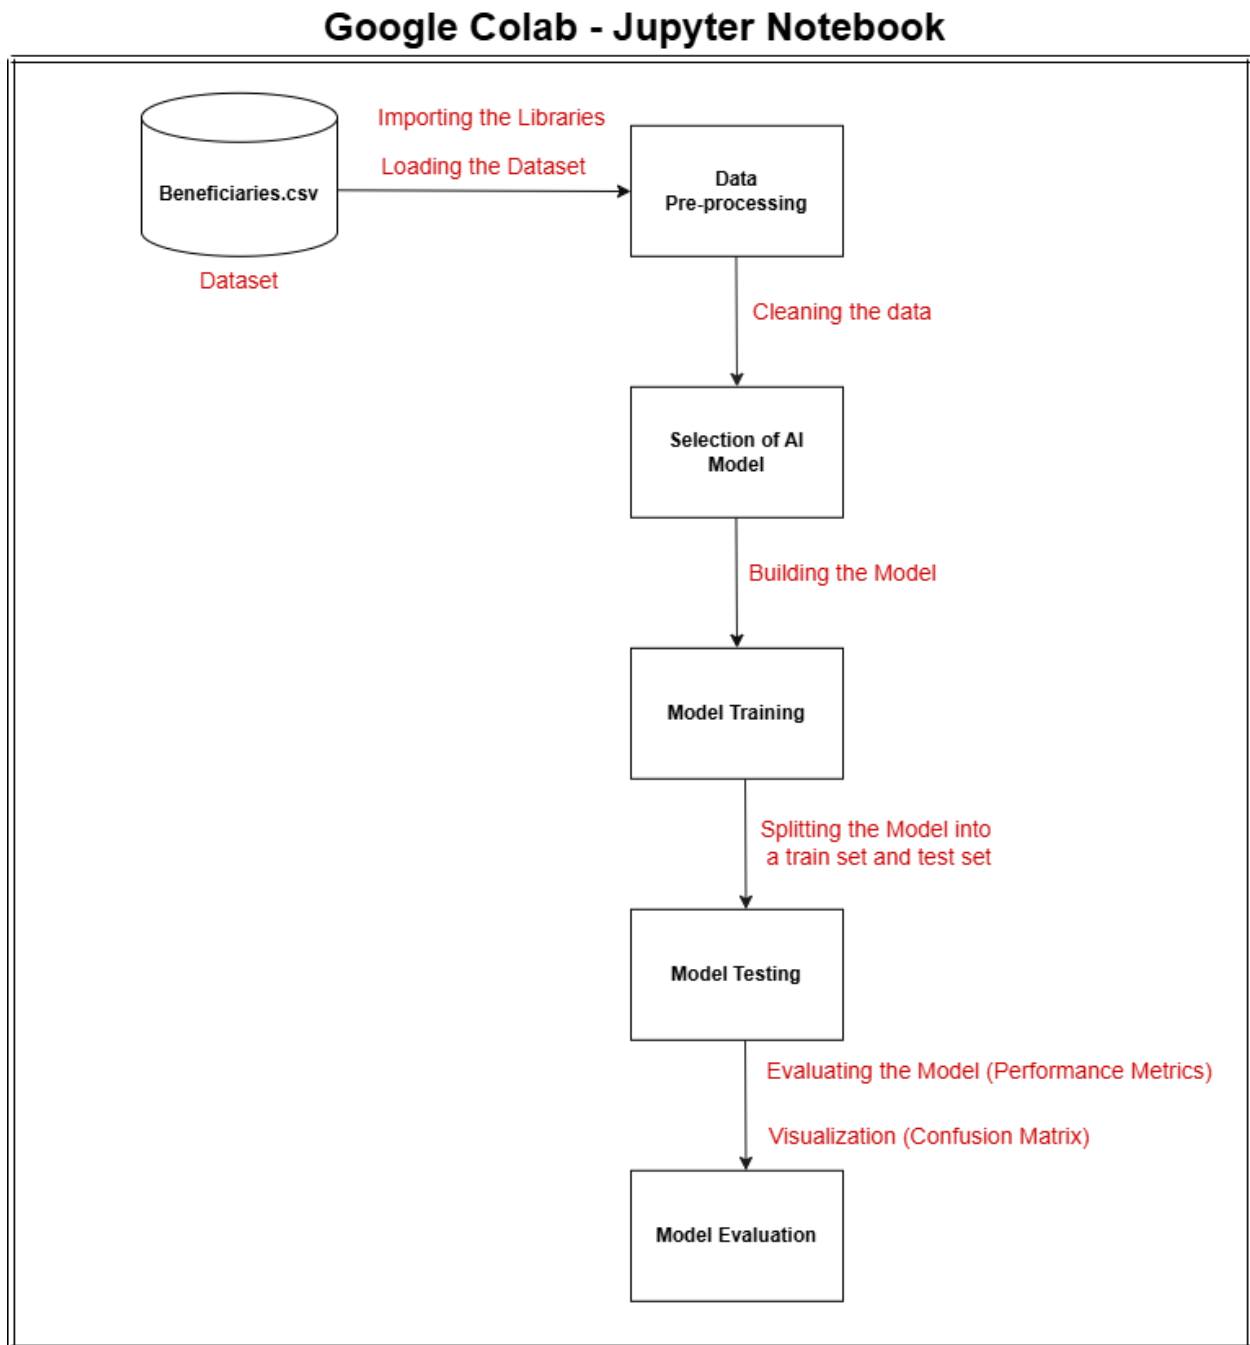 Google Colab - Jupyter Notebook
Importing the Libraries
Loading the Dataset
Beneficiaries.csv
Dataset
Data
Pre-processing
Cleaning the data
Selection of AI
Model
Building the Model
Model Training
Splitting the Model into
a train set and test set
Model Testing
Evaluating the Model (Performance Metrics)
Visualization (Confusion Matrix)
Model Evaluation